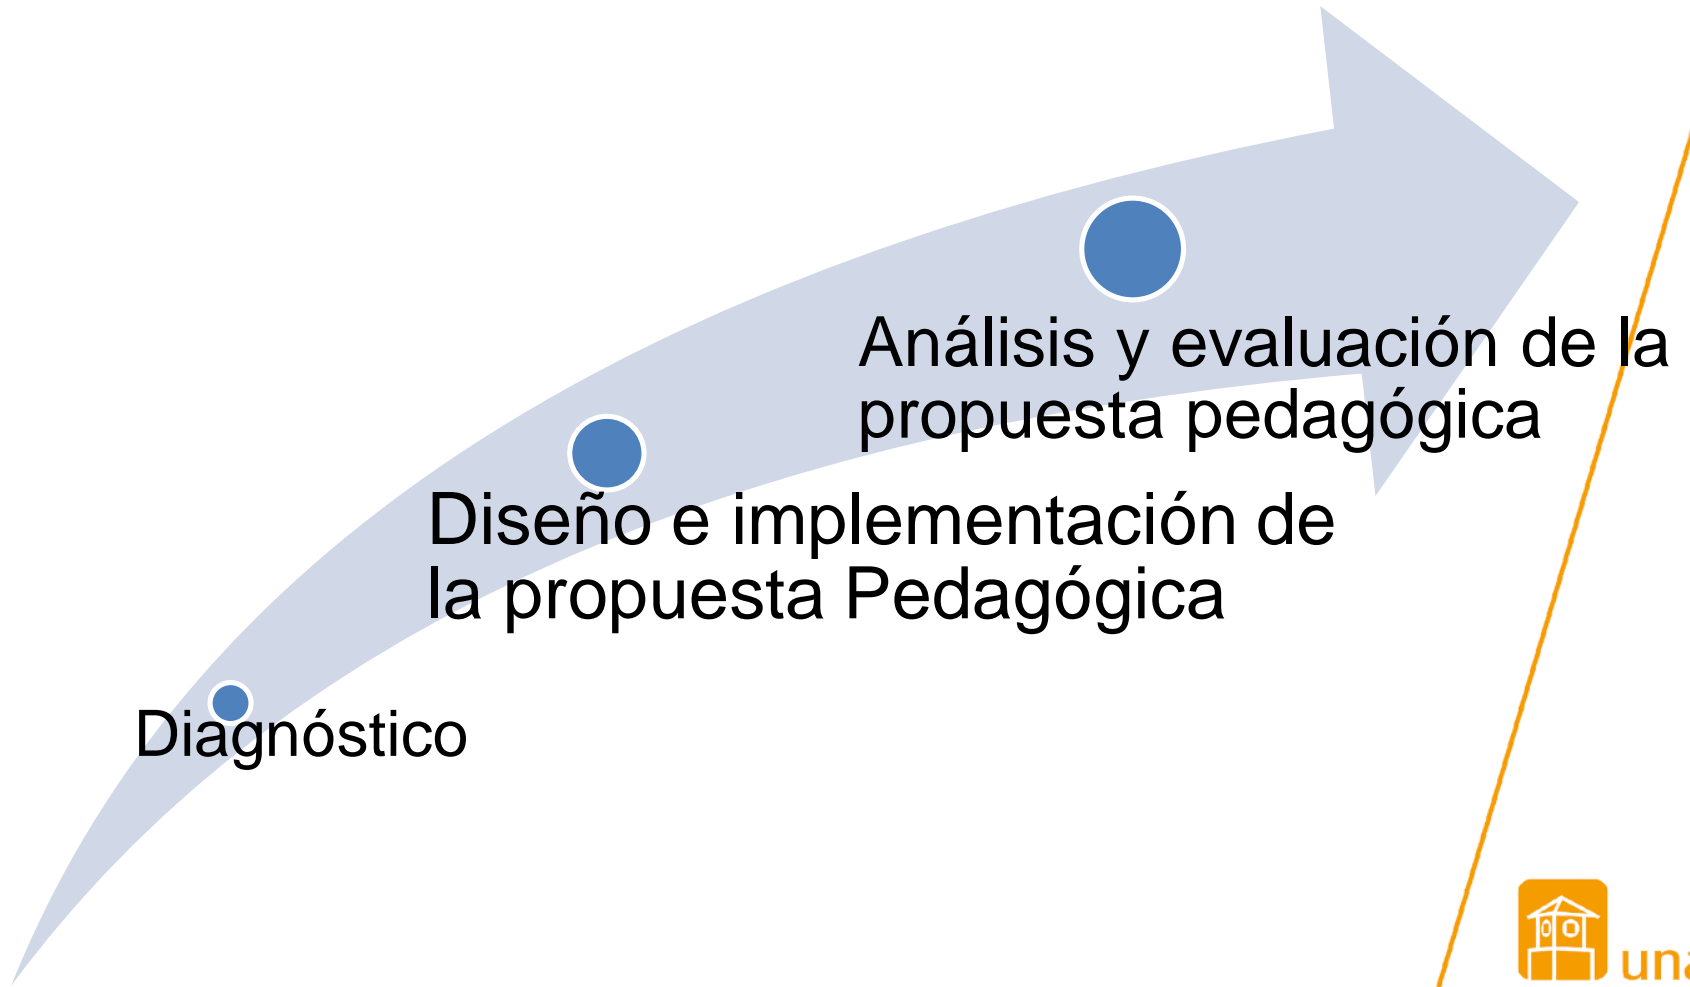 Análisis y evaluación de la
propuesta pedagógica
Diseño e implementación de
la propuesta Pedagógica
Diagnóstico